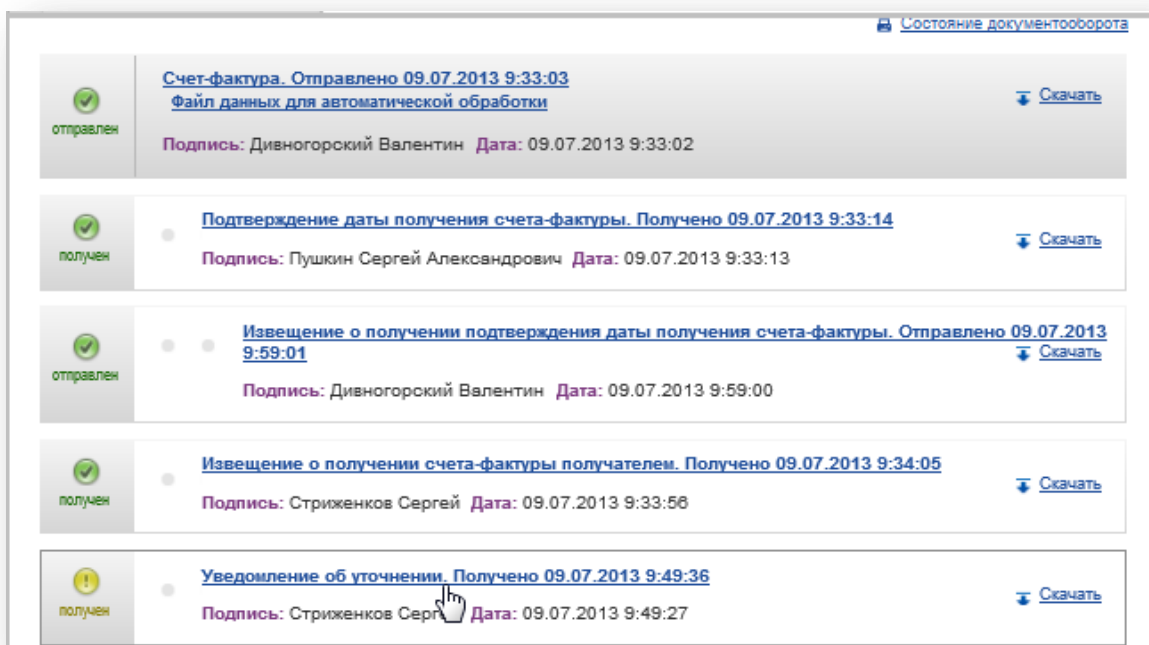 Состояние документооборота
Счет-фактура. Отправлено 09.07.2013 9:33:03
Файл данных для автоматической обработки
Скачать
отправлен
Подпись: Дивногорский Валентин Дата: 09.07.2013 9:33:02
Подтверждение даты получения счета-фактуры. Получено 09.07.2013 9:33:14
Скачать
получен
Подпись: Пушкин Сергей Александрович Дата: 09.07.2013 9:33:13
Извещение о получении подтверждения даты получения счета-фактуры. Отправлено 09.07.2013
9:59:01
Скачать
отправлен
Подпись: Дивногорский Валентин Дата: 09.07.2013 9:59:00
Извещение о получении счета-фактуры получателем. Получено 09.07.2013 9:34:05
Скачать
получен
Подпись: Стриженков Сергей Дата: 09.07.2013 9:33:56
Уведомление об уточнении. Получено 09.07.2013 9:49:36
Скачать
получен
Подпись: Стриженков Дата: 09.07.2013 9:49:27